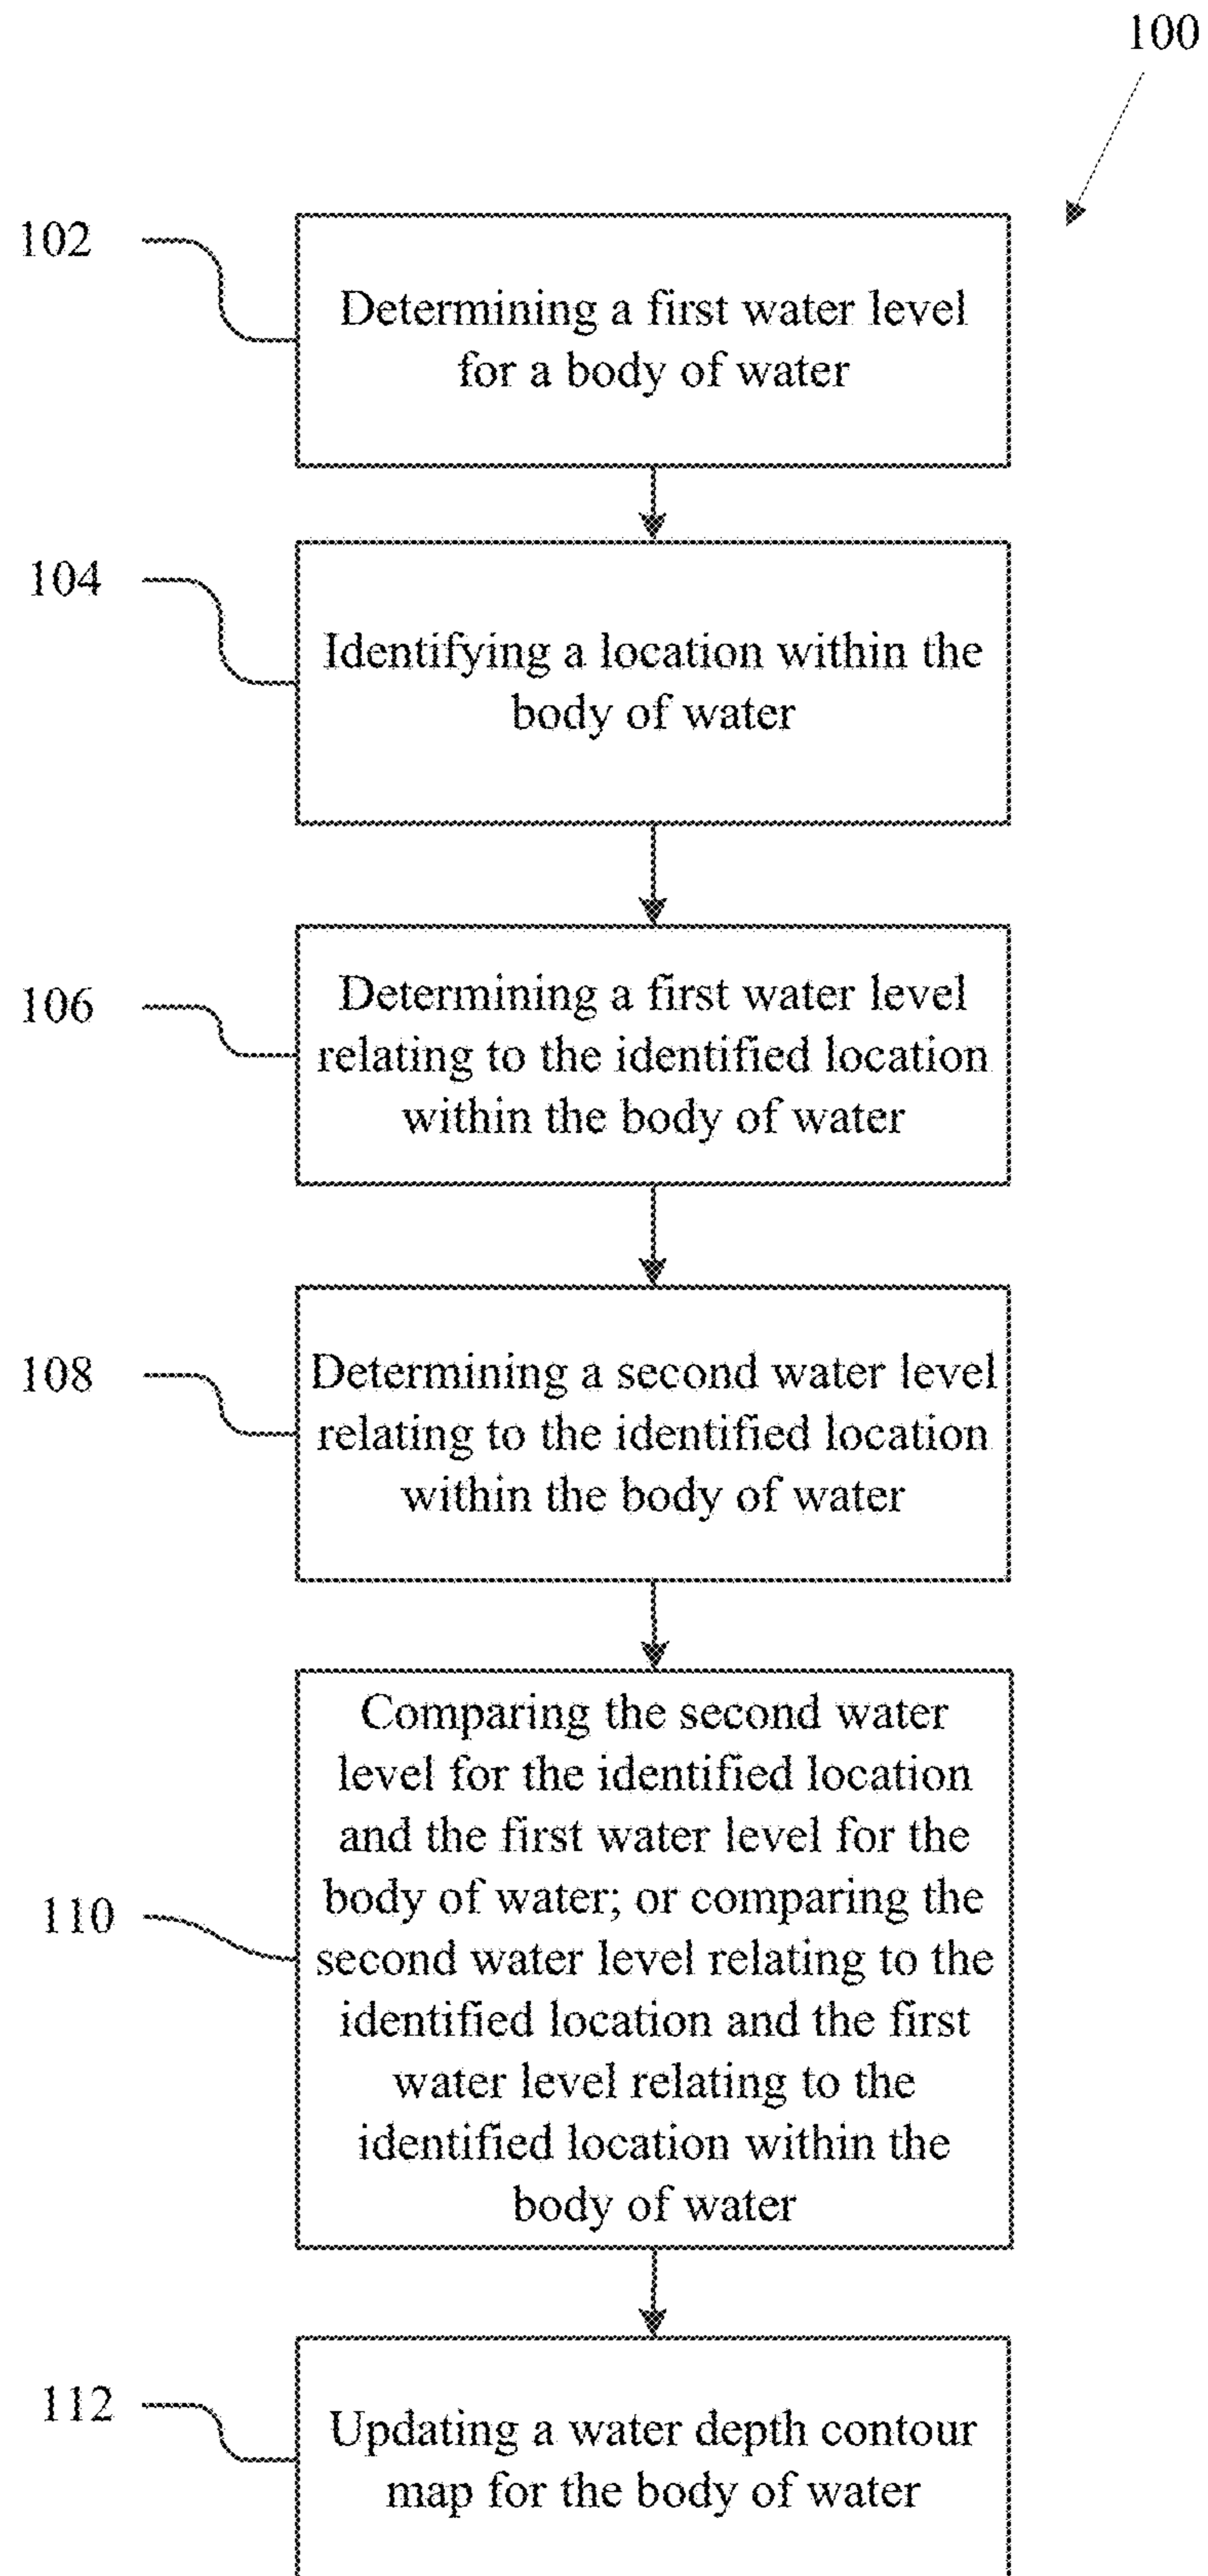 100
102
Determining a first water level
for a body of water
104
Identifying a location within the
body of water
106
Determining a first water level
relating to the identified location
within the body of water
108
Determining a second water level
relating to the identified location
within the body of water
110
Comparing the second water
level for the identified location
and the first water level for the
body of water; or comparing the
second water level relating to the
identified location and the first
water level relating to the
identified location within the
body of water
112
Updating a water depth contour
map for the body of water